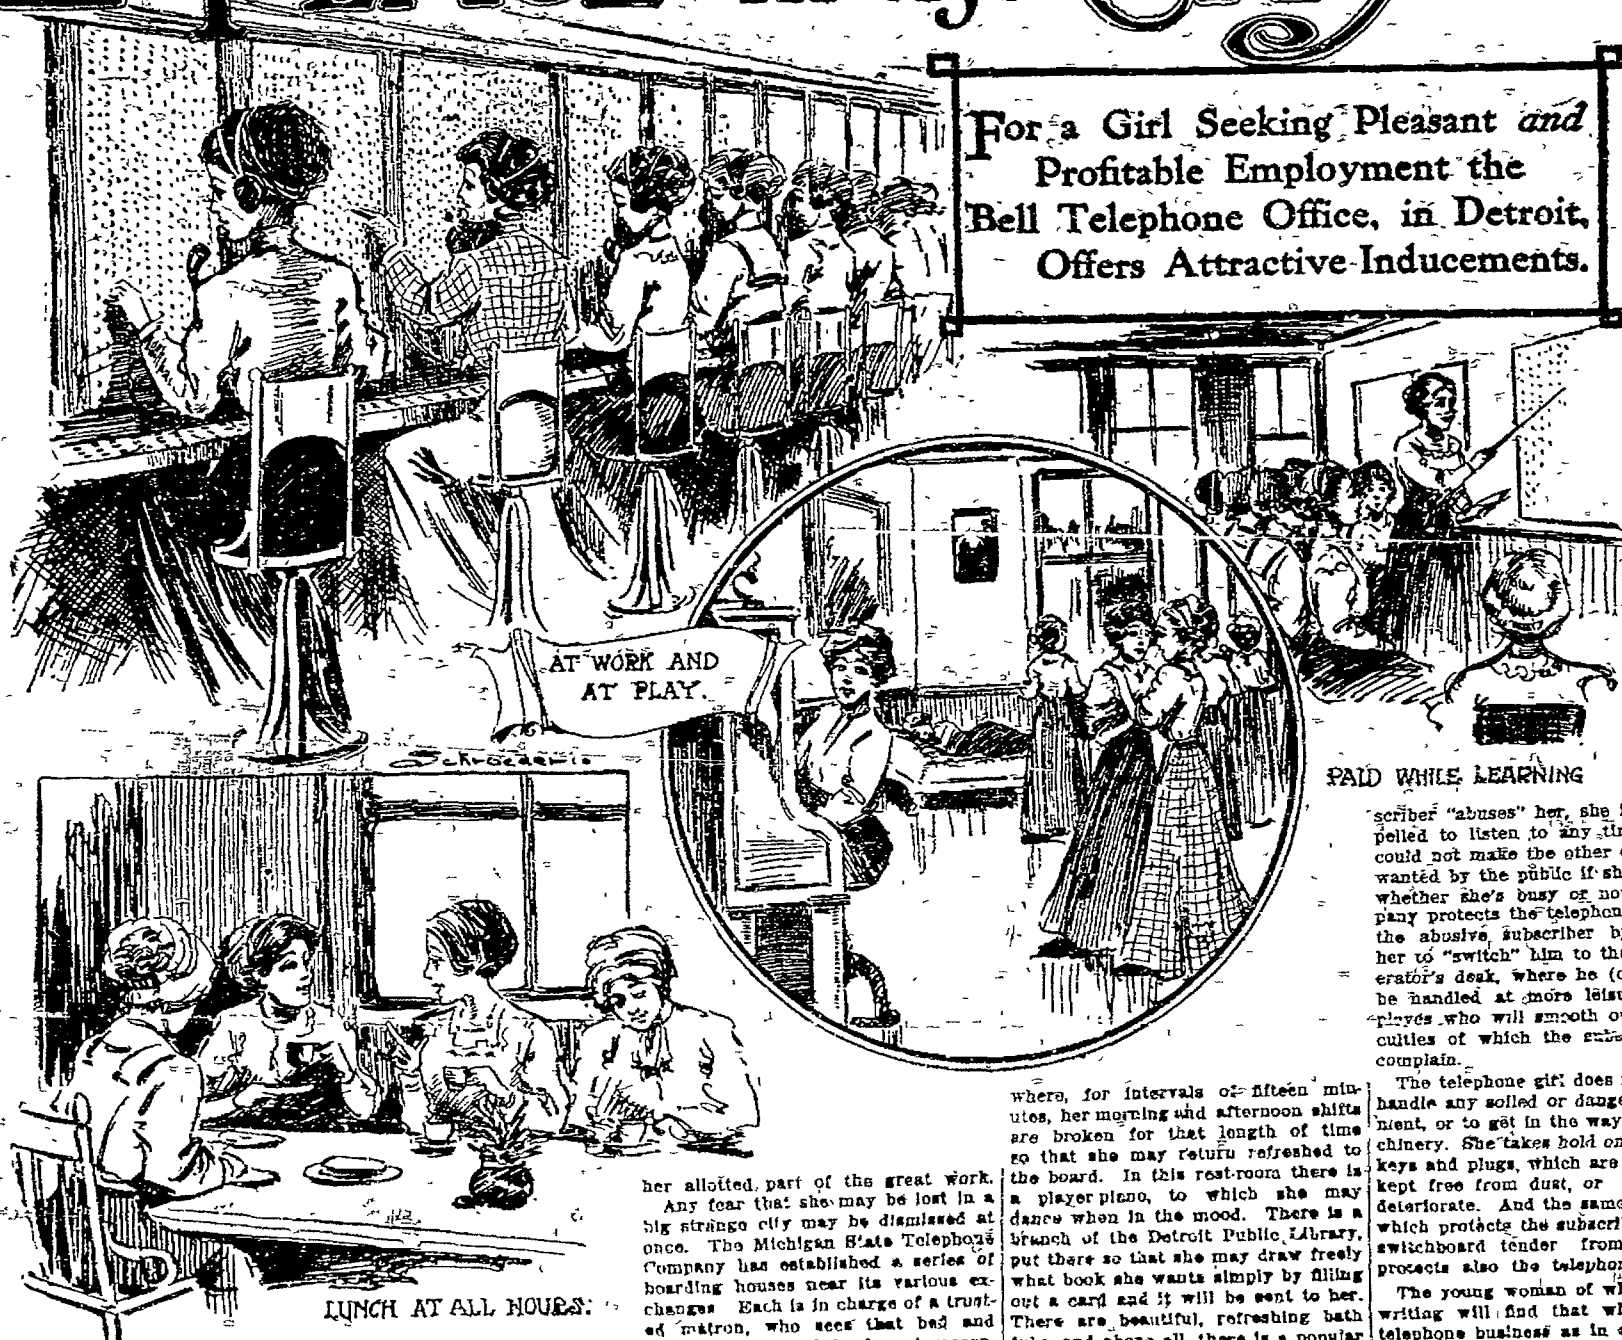 For a Girl Seeking Pleasant and
Profitable Employment the
Bell Telephone Office, in Detroit,
Offers Attractive Inducements.
AT WORK AND
AT PLAY.
PAID WHILE LEARNING
LUNCH AT ALL HOURS.
her allotted part of the great work.
Any fear that she may be lost in a
big strange city may be dismissed at
once. The Michigan State Telephone
Company has established a series of
boarding houses near its various ex-
changes Each is in charge of a trust-
ed matron, who sees that bed and
where, for intervals of fifteen min-
utes, her morning and afternoon shifts
are broken for that length of time
so that she may return refreshed to
the board. In this rest-room there is
a player piano, to which she may
dance when in the mood. There is a
branch of the Detroit Public Library,
put there so that she may draw freely
what book she wants simply by filling
out a card and it will be sent to her.
There are beautiful, refreshing bath
and above all, there is a popular
scriber "abuses" her, she
pelled to listen to any
could not make the other
wanted by the public if
whether she's busy or
pany protects the
the abusive subscriber
her to "switch" him to
erator's desk, where he
be handled at more
who will smooth
culties of which the
complain.
The telephone girl does
handle any soiled or
ment, or to get in the way
chinery. She takes hold
keys and plugs, which are
kept free from dust, or
deteriorate. And the same
which protects the
switchboard tender from
protects also the
The young woman of
writing will find that
telephone business as in